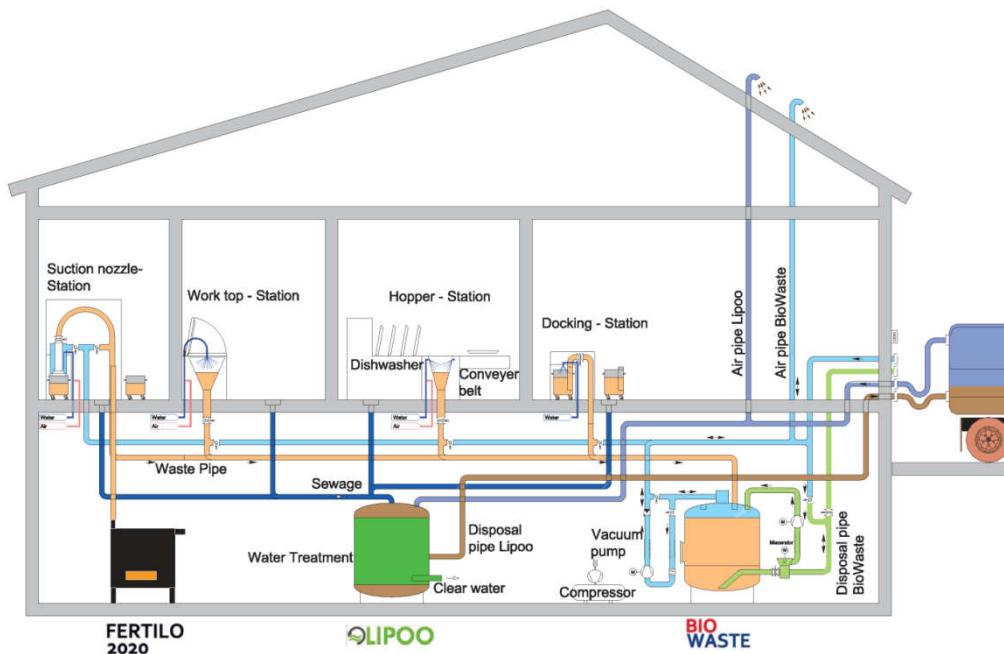 Suction nozzle-
Station
Work top - Station
Hopper - Station
Docking - Station
Dishwasher
Conveyer
belt
Air pipe Lipoo
Air pipe BioWaste
Water
Air
Water
Air
Water
Air
Water
Waste Pipe
Sewage
Water Treatment
Disposal
pipe Lipoo
Clear water
Vacuum
pump
Compressor
M
M
M
Macerator
Disposal pipe
BioWaste
FERTILO
2020
LIPOO
BIO
WASTE